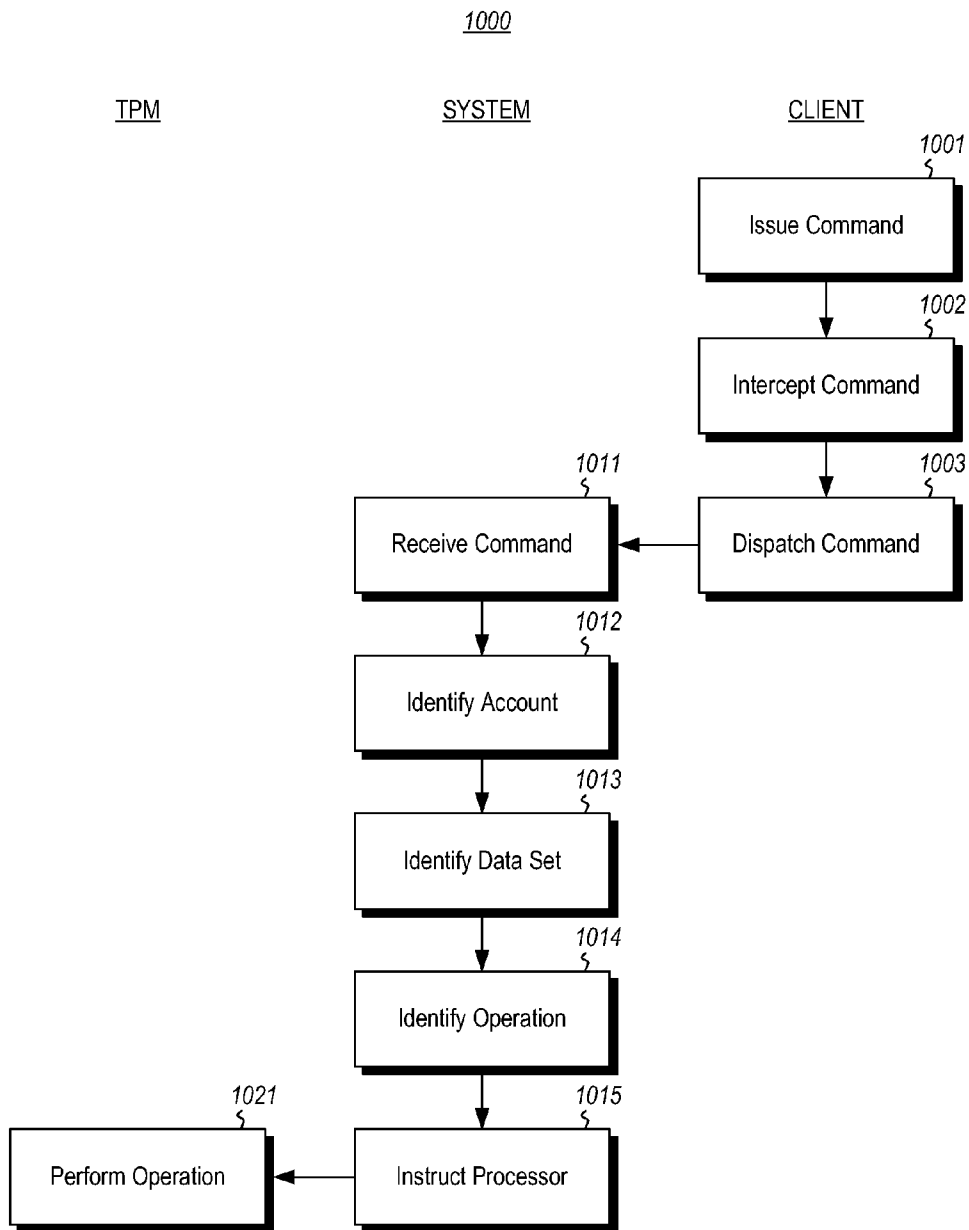 1000
TPM
SYSTEM
CLIENT
1001
Issue Command
1002
Intercept Command
1011
1003
Receive Command
Dispatch Command
1012
Identify Account
1013
Identify Data Set
1014
Identify Operation
1021
1015
Perform Operation
Instruct Processor